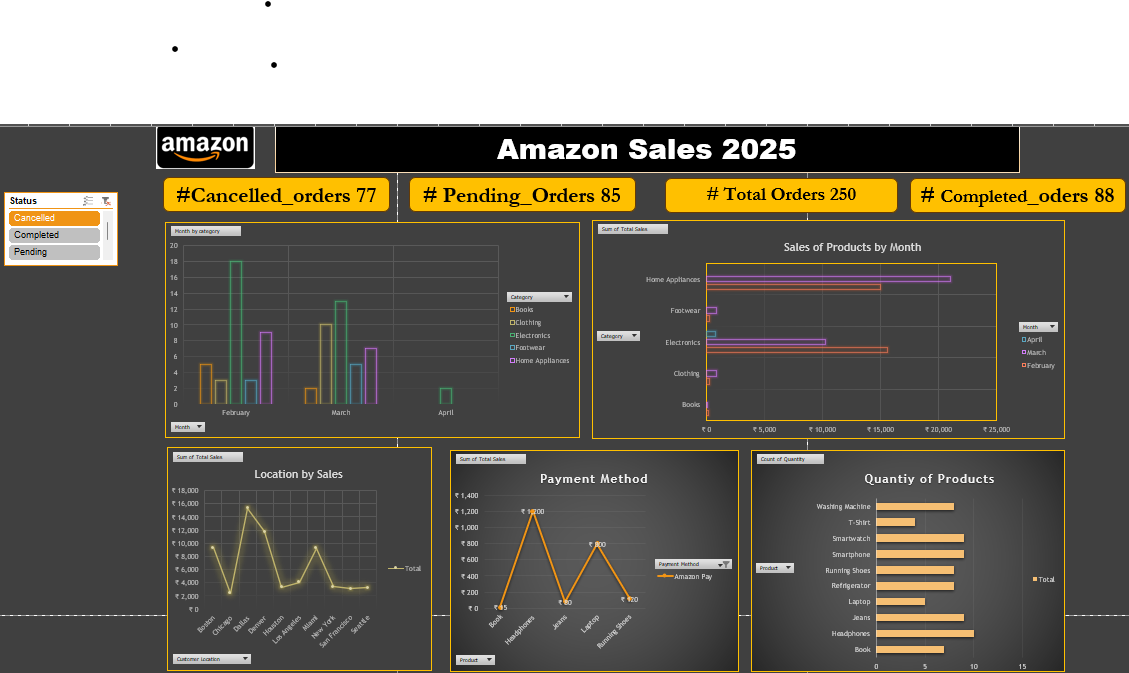 amazon
Amazon Sales 2025
#Cancelled_orders 77
# Pending_Orders 85
# Total Orders 250
# Completed_oders 88
Status
Cancelled
Completed
Pending
Month by category
20
18
16
14
12
10
8
6
4
2
0
February March April
Category
Books
Clothing
Electronics
Footwear
Home Appliances
Month
Sum of Total Sales
Sales of Products by Month
Category
Home Appliances
Footwear
Electronics
Clothing
Books
₹ 0 ₹ 5,000 ₹ 10,000 ₹ 15,000 ₹ 20,000 ₹ 25,000
Month
April
March
February
Sum of Total Sales
Location by Sales
₹ 18,000
₹ 16,000
₹ 14,000
₹ 12,000
₹ 10,000
₹ 8,000
₹ 6,000
₹ 4,000
₹ 2,000
₹ 0
Boston Chicago Dallas Denver Houston Los Angeles Miami New York San Francisco Seattle
Total
Customer Location
Sum of Total Sales
Payment Method
₹ 1,400
₹ 1,200
₹ 1,000
₹ 800
₹ 600
₹ 400
₹ 200
₹ 0
Book Headphones Jeans Laptop Running Shoes
Payment Method
Amazon Pay
Product
Count of Quantity
Quantiy of Products
Product
Washing Machine
T-Shirt
Smartwatch
Smartphone
Running Shoes
Refrigerator
Laptop
Jeans
Headphones
Book
0 5 10 15
Total